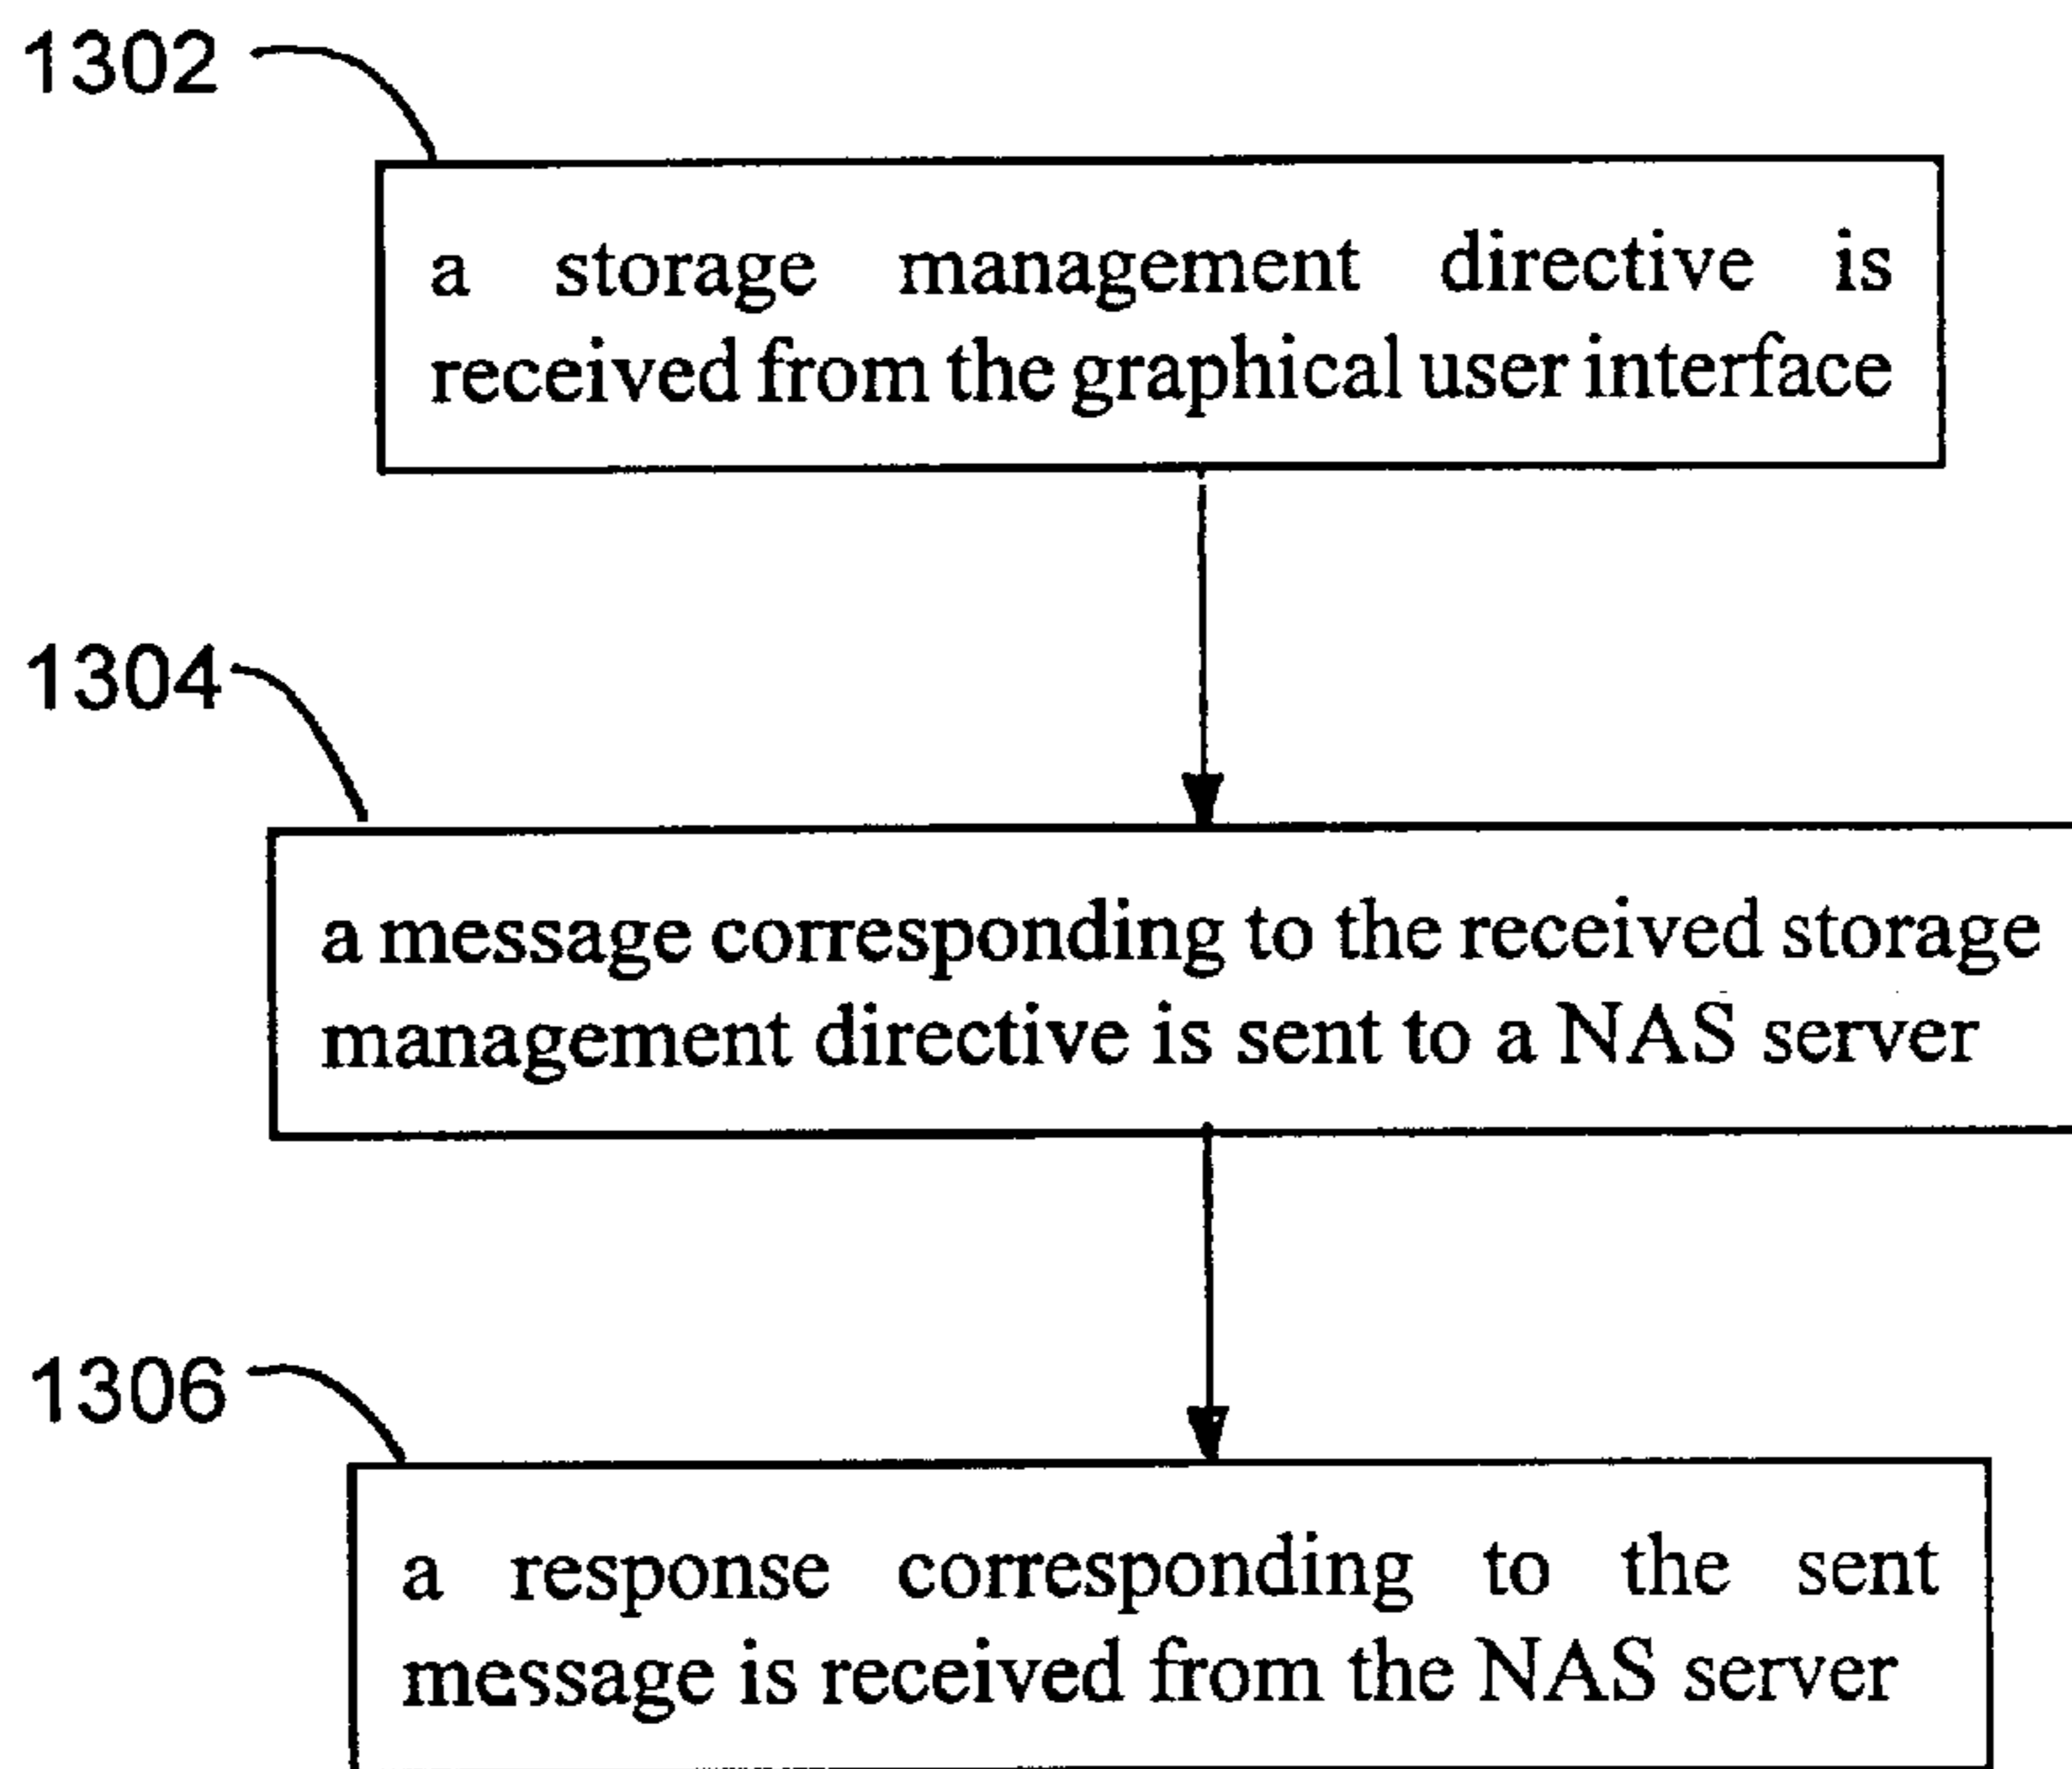 1302
a storage management directive is
received from the graphical user interface
1304
a message corresponding to the received storage
management directive is sent to a NAS server
1306
a response corresponding to the sent
message is received from the NAS server